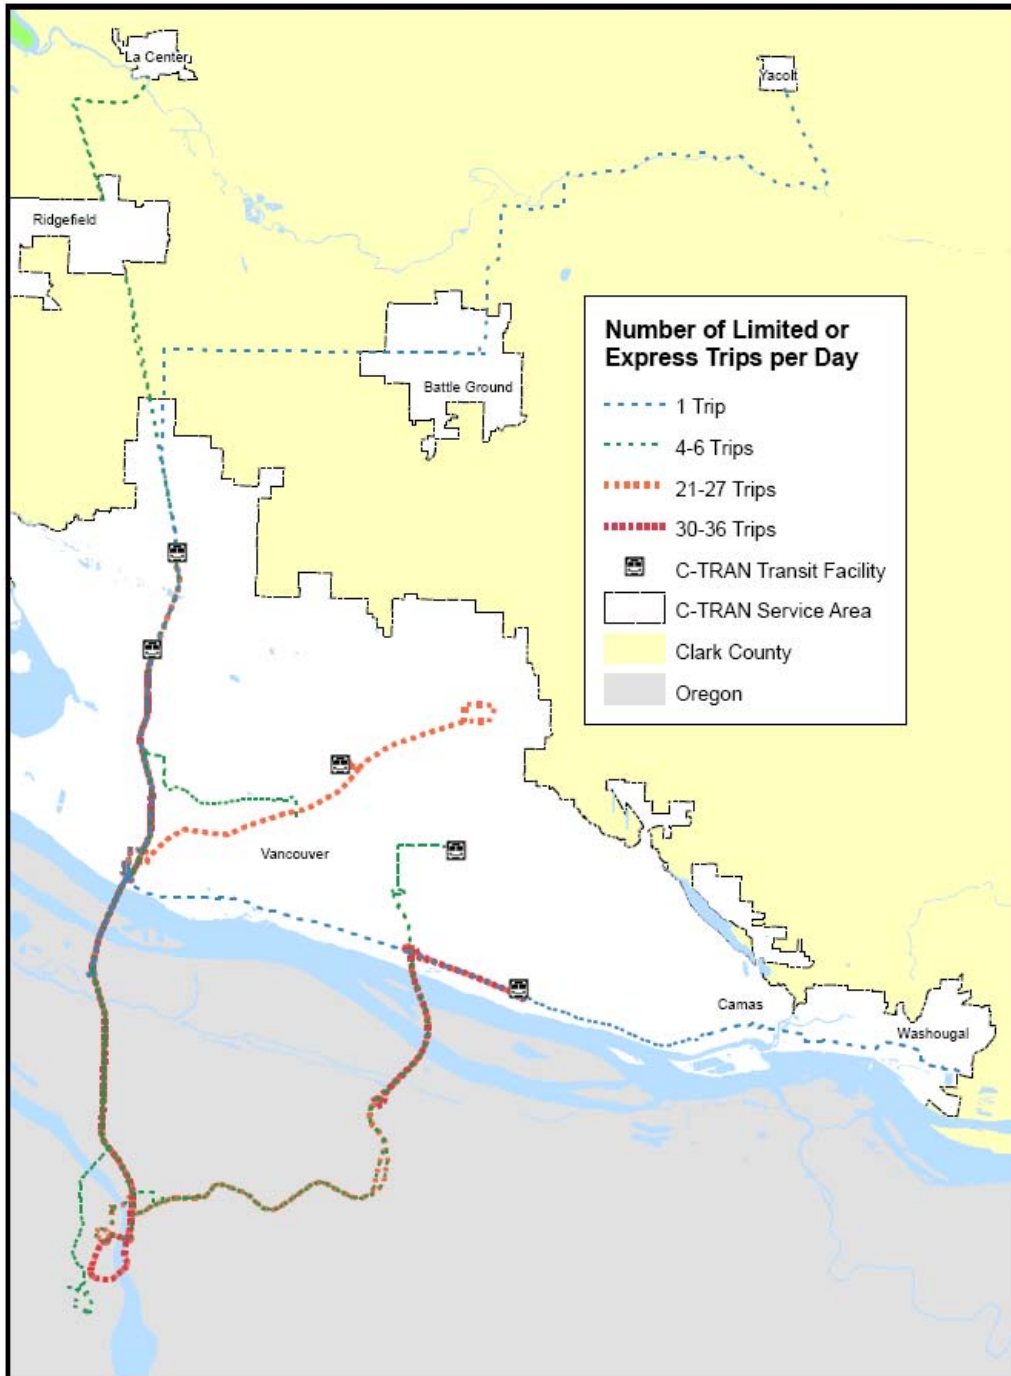 La Center
Yacolt
Ridgefield
Number of Limited or
Express Trips per Day
1 Trip
4-6 Trips
21-27 Trips
30-36 Trips
C-TRAN Transit Facility
C-TRAN Service Area
Clark County
Oregon
Battle Ground
Vancouver
Camas
Washougal